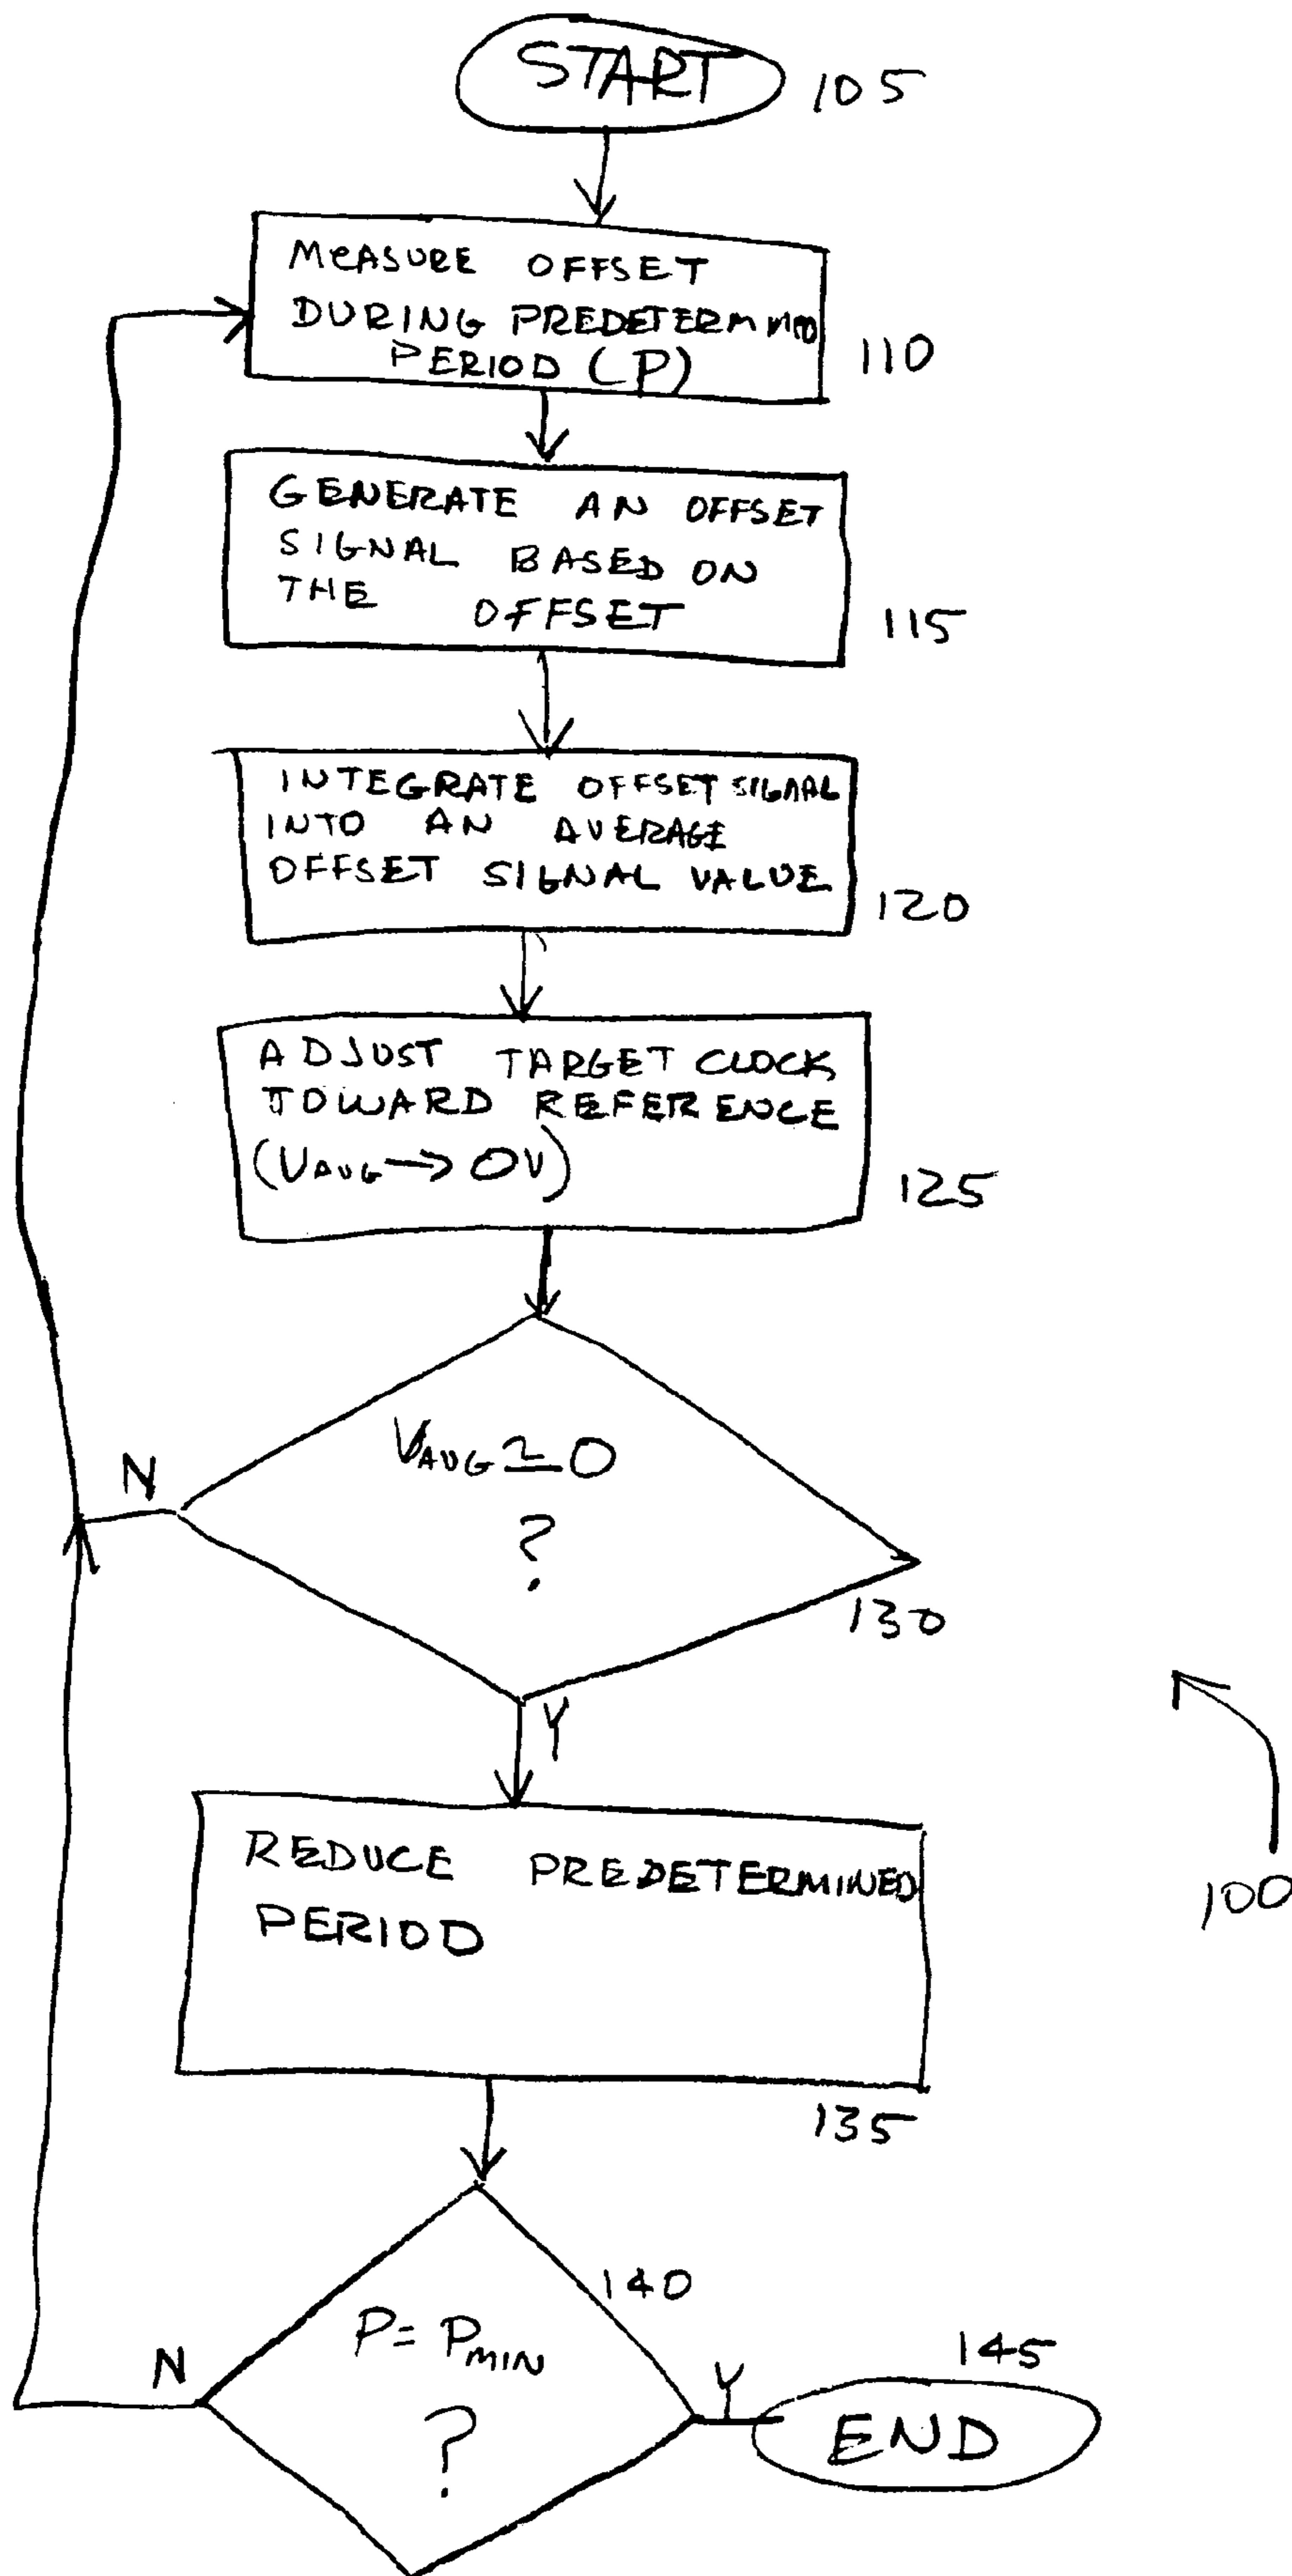 START 105
MEASURE OFFSET
DURING PREDETERMINED
PERIOD (P)
110
GENERATE AN OFFSET
SIGNAL BASED ON
THE OFFSET
115
INTEGRATE OFFSET SIGNAL
INTO AN AVERAGE
OFFSET SIGNAL VALUE
120
ADJUST TARGET CLOCK
TOWARD REFERENCE
(VAVG → 0V)
125
VAVG ≃ 0
?
N
130
Y
REDUCE PREDETERMINED
PERIOD
100
135
140
P = PMIN
?
N
Y
145
END